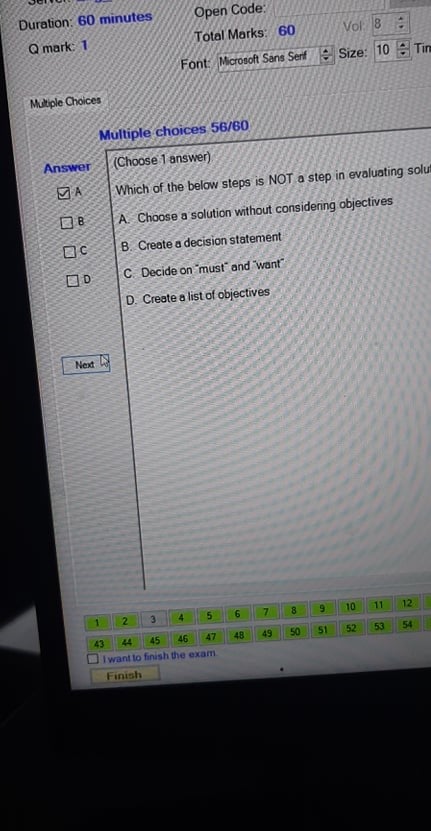 Duration: 60 minutes
Open Code:
Q mark: 1
Total Marks: 60
Vol: 8
Font: Microsoft Sans Serif
Size: 10
Multiple Choices
Multiple choices 56/60
Answer
(Choose 1 answer)
Which of the below steps is NOT a step in evaluating
A
A. Choose a solution without considering objectives
B
B. Create a decision statement
C
C. Decide on "must" and "want"
D
D. Create a list of objectives
Next
1 2 3 4 5 6 7 8 9 10 11 12
43 44 45 46 47 48 49 50 51 52 53 54
I want to finish the exam.
Finish